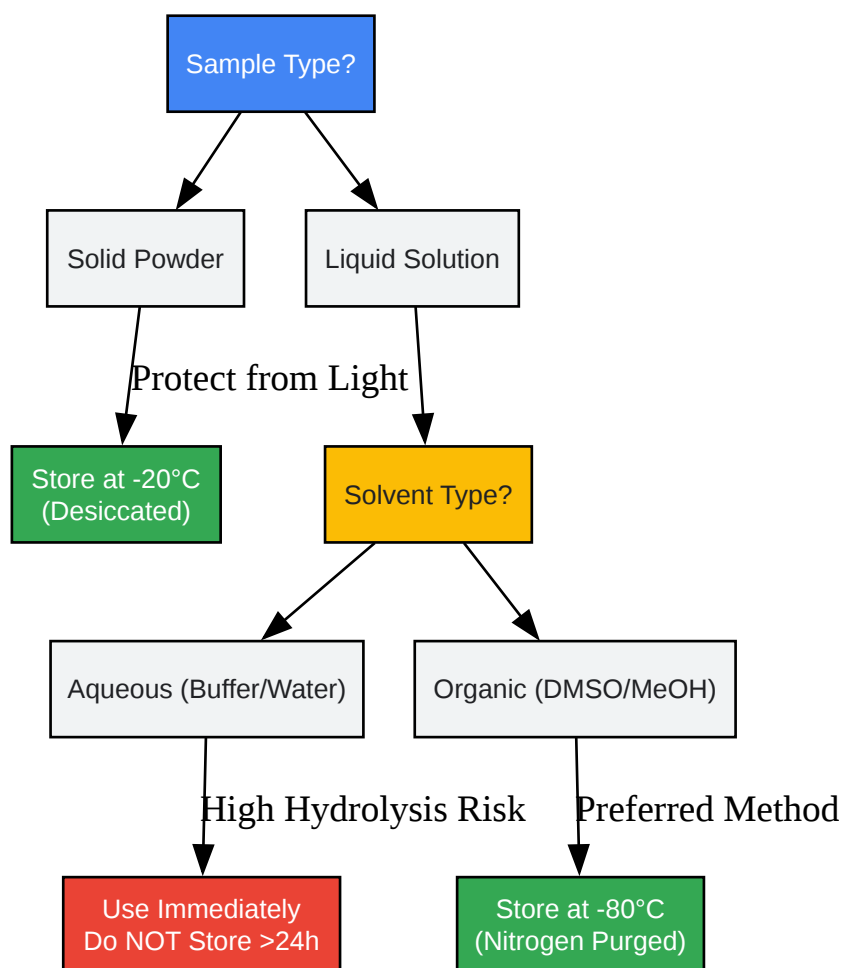 Sample Type?
Solid Powder
Liquid Solution
Protect from Light
Store at -20°C
(Desiccated)
Solvent Type?
Aqueous (Buffer/Water)
Organic (DMSO/MeOH)
High Hydrolysis Risk
Preferred Method
Use Immediately
Do NOT Store >24h
Store at -80°C
(Nitrogen Purged)